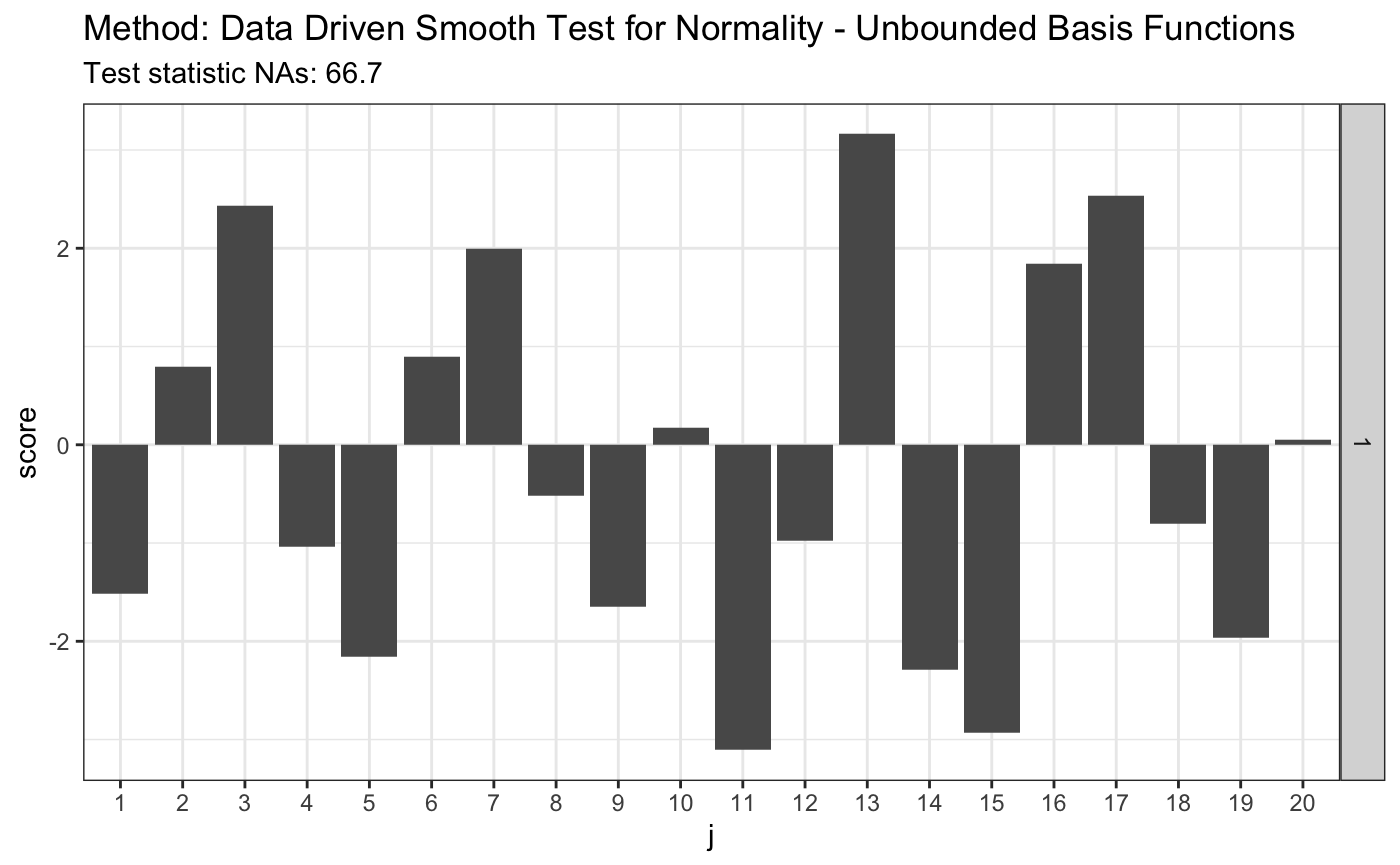 Method: Data Driven Smooth Test for Normality - Unbounded Basis Functions
Test statistic NAs: 66.7
score
2
0
-2
1
1 2 3 4 5 6 7 8 9 10 11 12 13 14 15 16 17 18 19 20
j